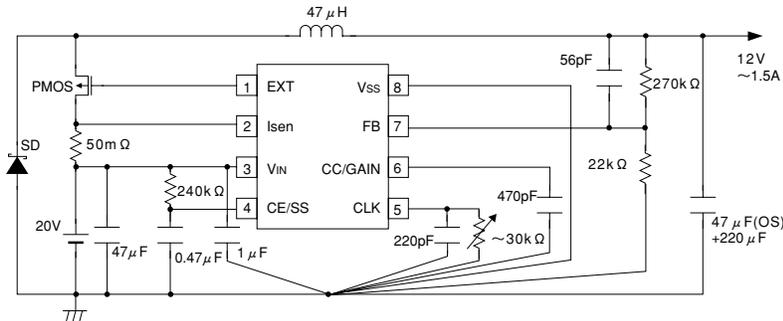 47μH
PMOS
1 EXT
VSS 8
56pF
270kΩ
12V
～1.5A
2 Isen
FB 7
SD
50mΩ
3 VIN
CC/GAIN 6
22kΩ
240kΩ
470pF
4 CE/SS
CLK 5
20V
47μF
0.47μF
1μF
220pF
～30kΩ
47μF(OS)
+220μF